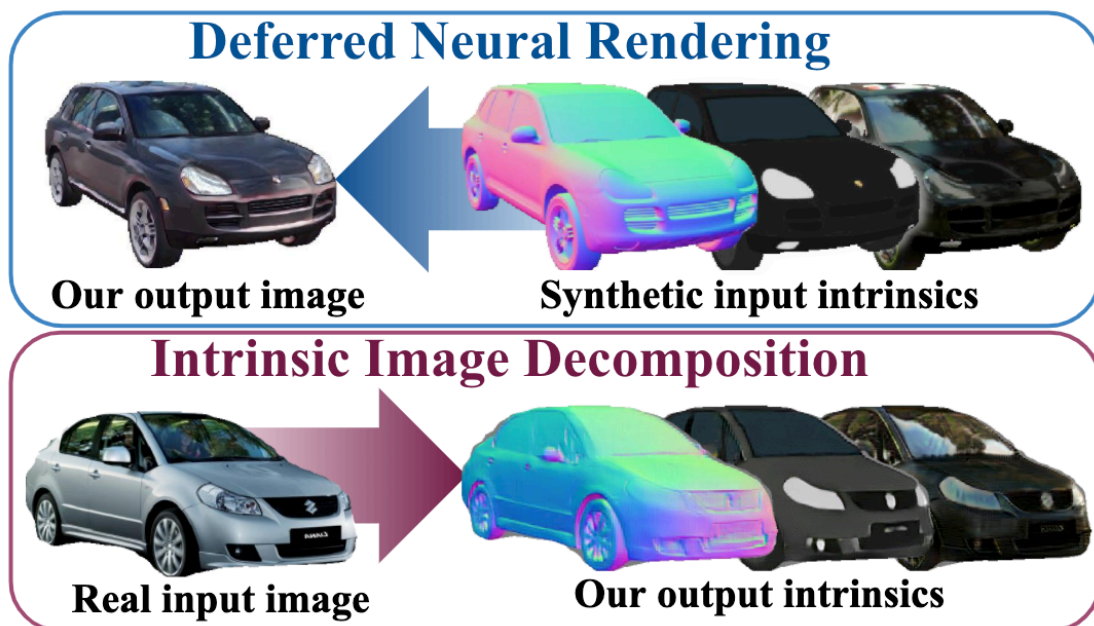 Deferred Neural Rendering
Our output image
Synthetic input intrinsics
Intrinsic Image Decomposition
Real input image
Our output intrinsics